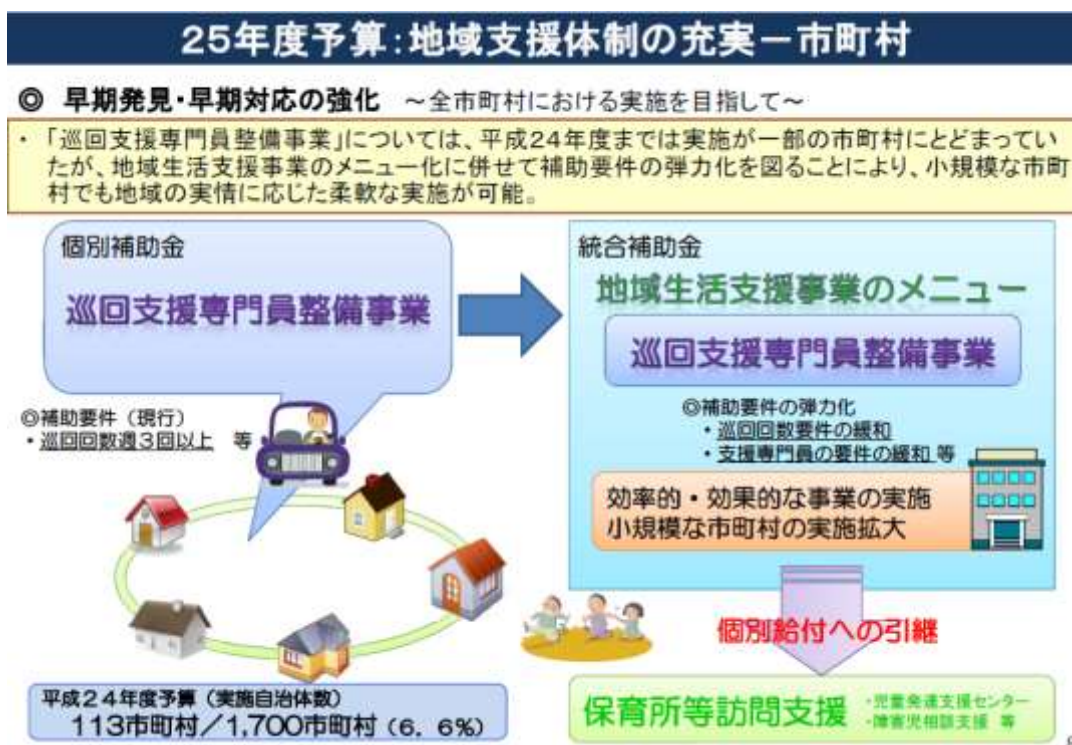 25年度予算：地域支援体制の充実－市町村
◎ 早期発見・早期対応の強化 ～全市町村における実施を目指して～
・「巡回支援専門員整備事業」については、平成24年度までは実施が一部の市町村にとどまってい
たが、地域生活支援事業のメニュー化に併せて補助要件の弾力化を図ることにより、小規模な市町
村でも地域の実情に応じた柔軟な実施が可能。
個別補助金
巡回支援専門員整備事業
◎補助要件（現行）
・巡回回数週３回以上 等
平成２４年度予算（実施自治体数）
113市町村／1,700市町村（6．6％）
統合補助金
地域生活支援事業のメニュー
巡回支援専門員整備事業
◎補助要件の弾力化
・巡回回数要件の緩和
・支援専門員の要件の緩和 等
効率的・効果的な事業の実施
小規模な市町村の実施拡大
個別給付への引継
保育所等訪問支援
・児童発達支援センター
・障害児相談支援 等